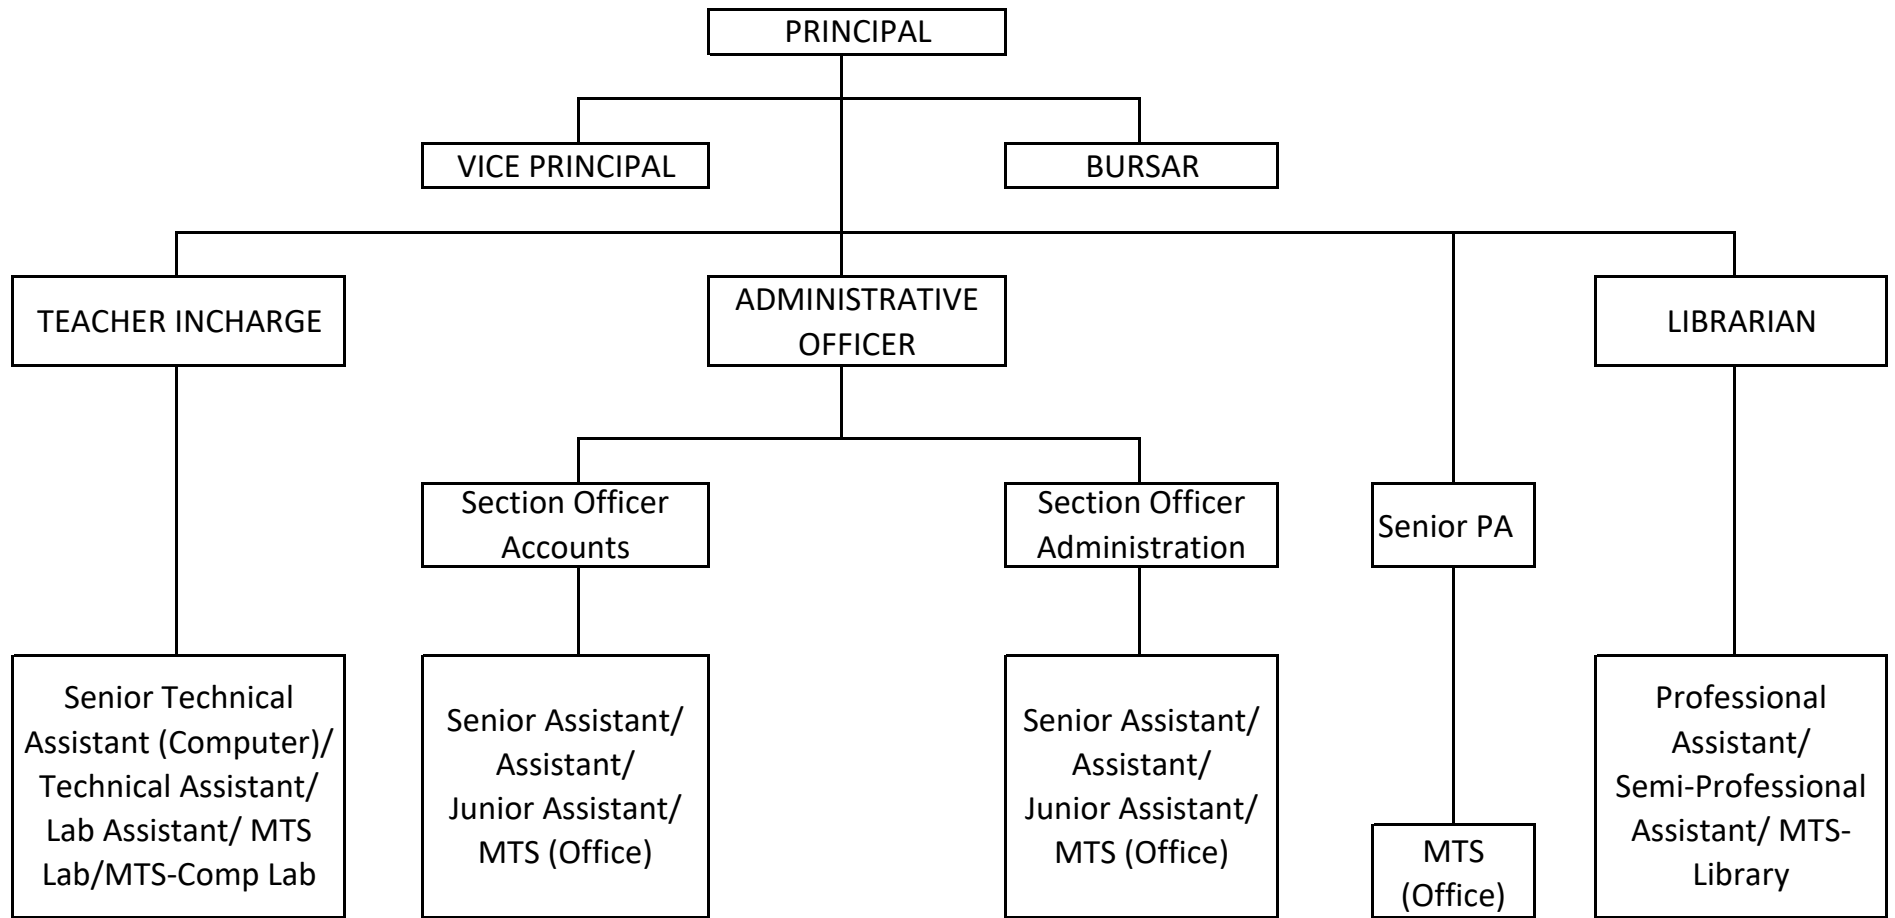 PRINCIPAL
VICE PRINCIPAL
BURSAR
TEACHER INCHARGE
ADMINISTRATIVE
OFFICER
LIBRARIAN
Section Officer
Accounts
Section Officer
Administration
Senior PA
Senior Technical
Assistant (Computer)/
Technical Assistant/
Lab Assistant/ MTS
Lab/MTS-Comp Lab
Senior Assistant/
Assistant/
Junior Assistant/
MTS (Office)
Senior Assistant/
Assistant/
Junior Assistant/
MTS (Office)
MTS
(Office)
Professional
Assistant/
Semi-Professional
Assistant/ MTS-
Library